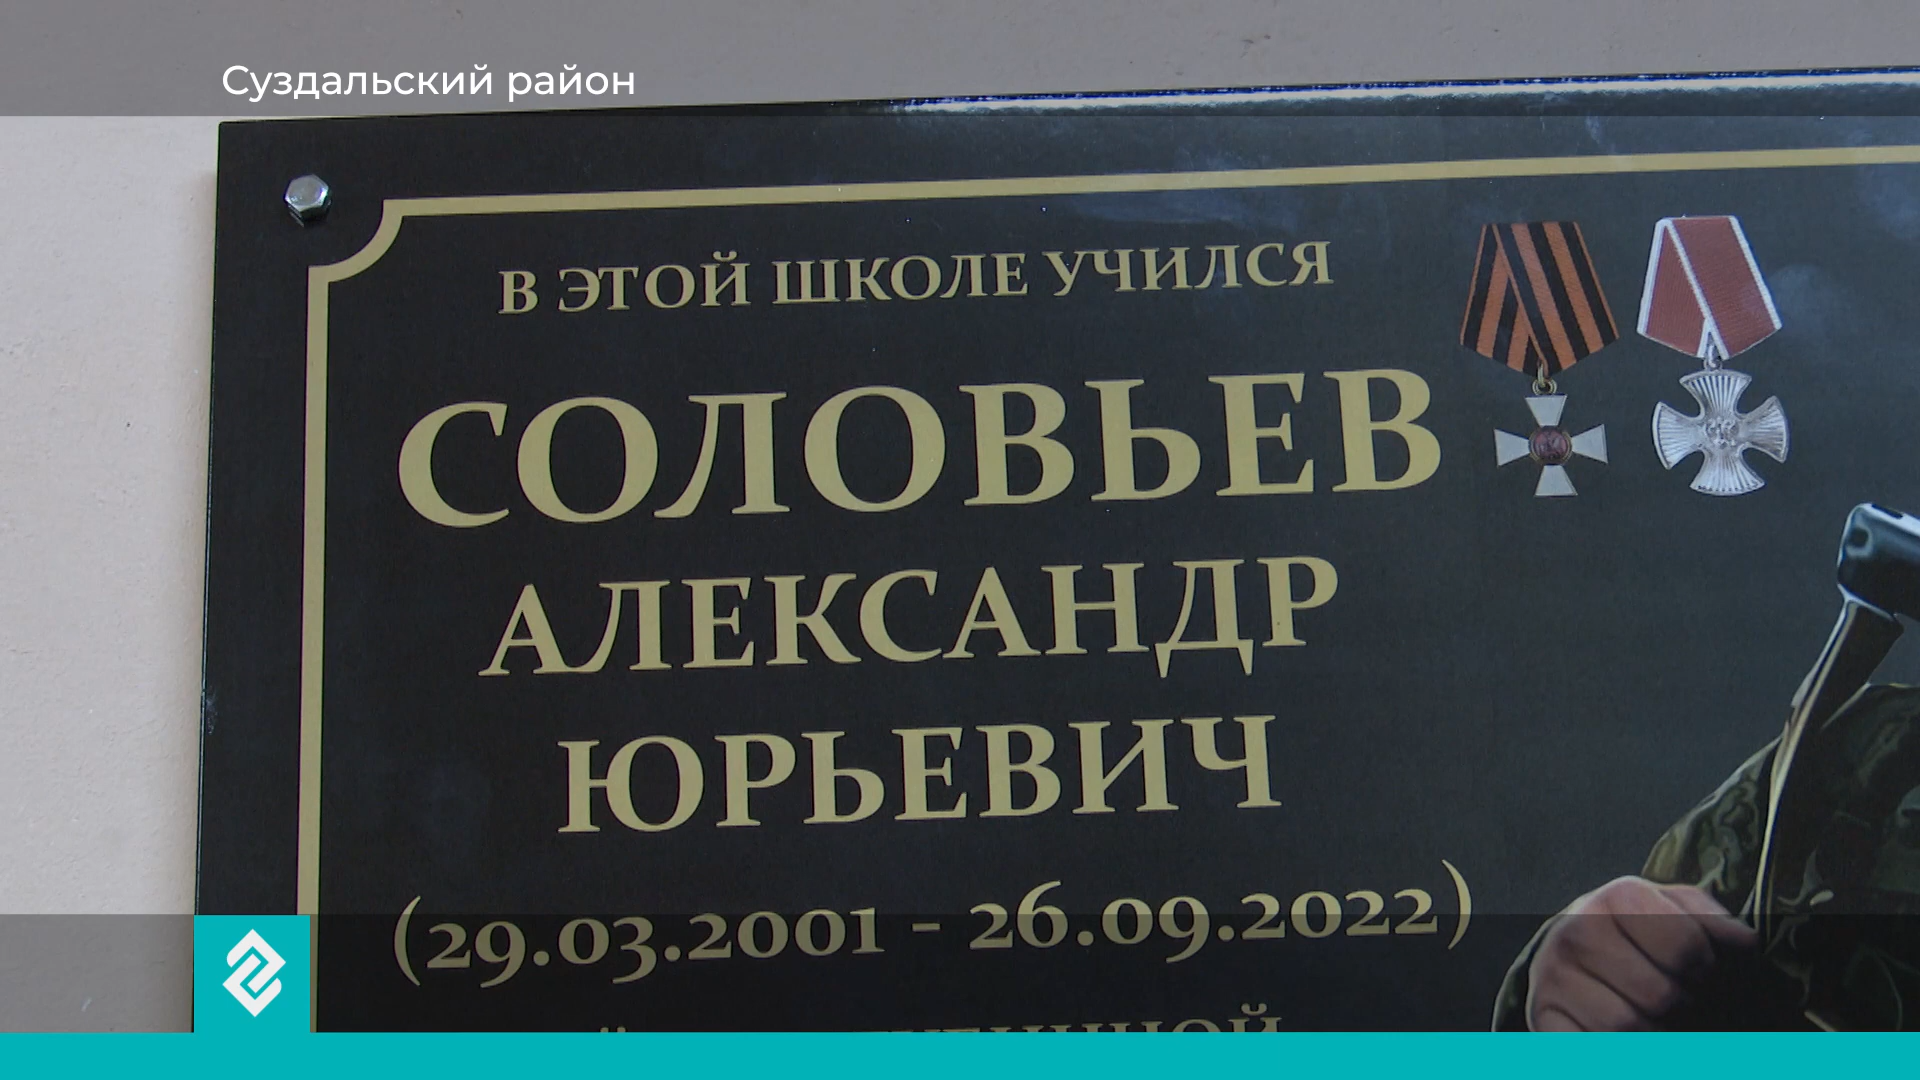 Суздальский район
В ЭТОЙ ШКОЛЕ УЧИЛСЯ
СОЛОВЬЕВ
АЛЕКСАНДР
ЮРЬЕВИЧ
(29.03.2001 - 26.09.2022)